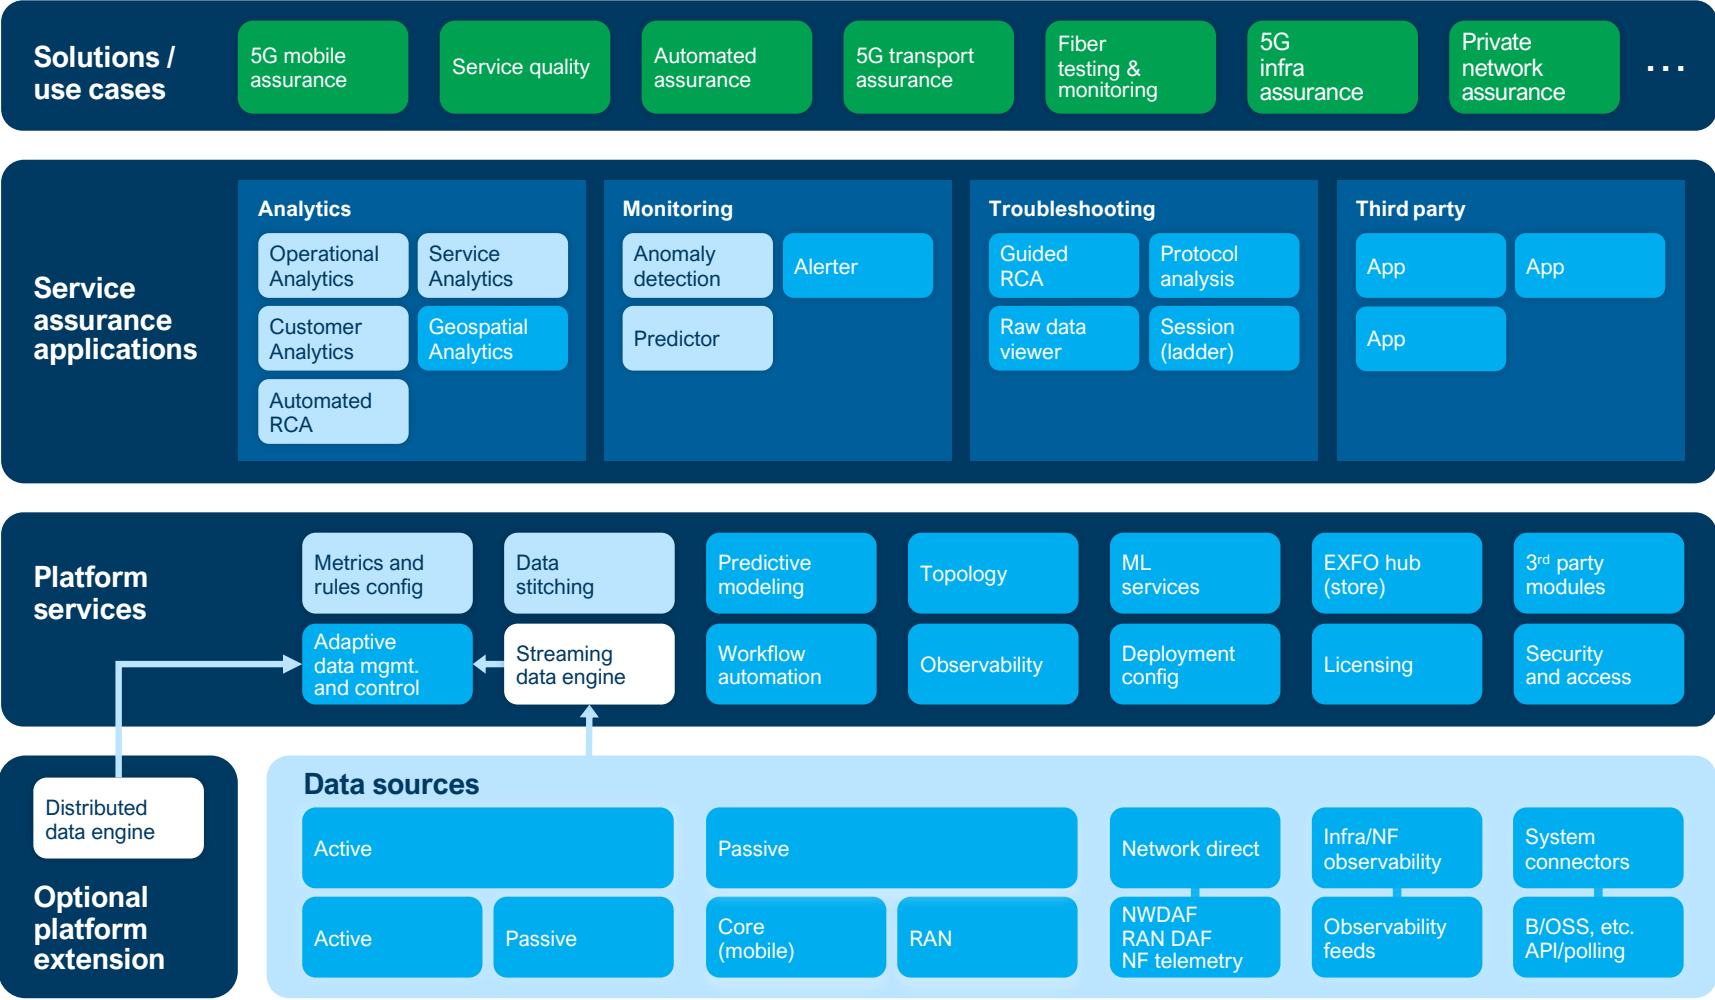 Solutions /
use cases
5G mobile
assurance
Service quality
Automated
assurance
5G transport
assurance
Fiber
testing &
monitoring
5G
infra
assurance
Private
network
assurance
...
Service
assurance
applications
Analytics
Operational
Analytics
Service
Analytics
Customer
Analytics
Geospatial
Analytics
Automated
RCA
Monitoring
Anomaly
detection
Alerter
Predictor
Troubleshooting
Guided
RCA
Protocol
analysis
Raw data
viewer
Session
(ladder)
Third party
App
App
App
Platform
services
Metrics and
rules config
Data
stitching
Predictive
modeling
Topology
ML
services
EXFO hub
(store)
3rd party
modules
Adaptive
data mgmt.
and control
Streaming
data engine
Workflow
automation
Observability
Deployment
config
Licensing
Security
and access
Distributed
data engine
Optional
platform
extension
Data sources
Active
Passive
Network direct
Infra/NF
observability
System
connectors
Active
Passive
Core
(mobile)
RAN
NWDAF
RAN DAF
NF telemetry
Observability
feeds
B/OSS, etc.
API/polling